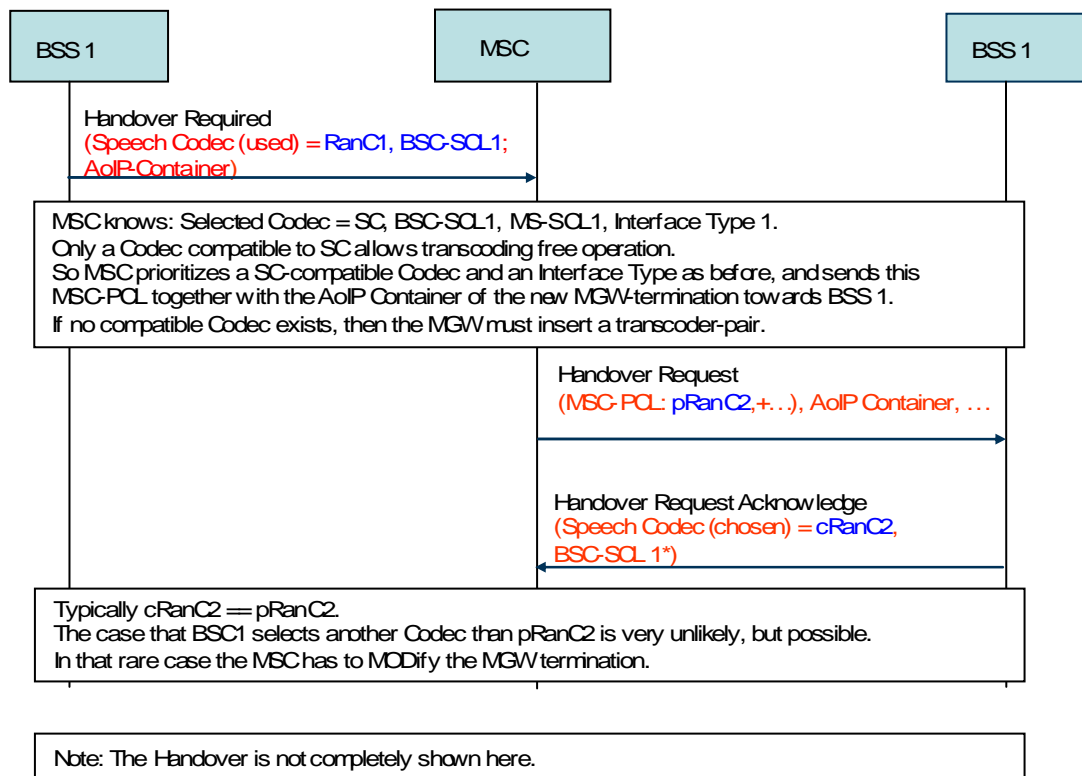 BSS 1
MSC
BSS 1
Handover Required
(Speech Codec (used) = RanC1, BSC-SCL1;
AoIP-Container)
MSC knows: Selected Codec = SC, BSC-SCL1, MS-SCL1, Interface Type 1.
Only a Codec compatible to SC allows transcoding free operation.
So MSC prioritizes a SC-compatible Codec and an Interface Type as before, and sends this
MSC-PCL together with the AoIP Container of the new MGW-termination towards BSS 1.
If no compatible Codec exists, then the MGW must insert a transcoder-pair.
Handover Request
(MSC-PCL: pRanC2,+…), AoIP Container, …
Handover Request Acknowledge
(Speech Codec (chosen) = cRanC2,
BSC-SCL 1*)
Typically cRanC2 == pRanC2.
The case that BSC1 selects another Codec than pRanC2 is very unlikely, but possible.
In that rare case the MSC has to MODify the MGW termination.
Note: The Handover is not completely shown here.